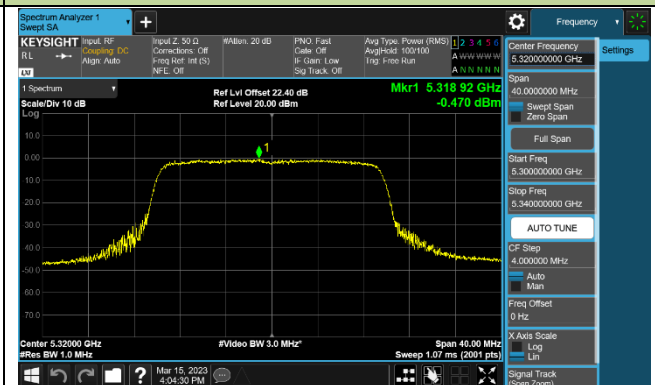 Spectrum Analyzer 1
Swept SA
+
Frequency
KEYSIGHT
RL
LXI
Input: RF
Coupling: DC
Align: Auto
Input Z: 50 Ω
Corrections: Off
Freq Ref: Int (S)
NFE: Off
#Atten: 20 dB
PNO: Fast
Gate: Off
IF Gain: Low
Sig Track: Off
Avg Type: Power (RMS)
Avg|Hold: 100/100
Trig: Free Run
1 2 3 4 5 6
A W W W W W
A N N N N N
Center Frequency
5.320000000 GHz
Settings
Span
40.0000000 MHz
Swept Span
Zero Span
Full Span
Start Freq
5.300000000 GHz
Stop Freq
5.340000000 GHz
AUTO TUNE
CF Step
4.000000 MHz
Auto
Man
Freq Offset
0 Hz
X Axis Scale
Log
Lin
Signal Track
(Span Zoom)
1 Spectrum
Scale/Div 10 dB
Log
Ref Lvl Offset 22.40 dB
Ref Level 20.00 dBm
Mkr1 5.318 92 GHz
-0.470 dBm
1
10.0
0.00
-10.0
-20.0
-30.0
-40.0
-50.0
-60.0
-70.0
Center 5.32000 GHz
#Res BW 1.0 MHz
#Video BW 3.0 MHz*
Span 40.00 MHz
Sweep 1.07 ms (2001 pts)
?
Mar 15, 2023
4:04:30 PM